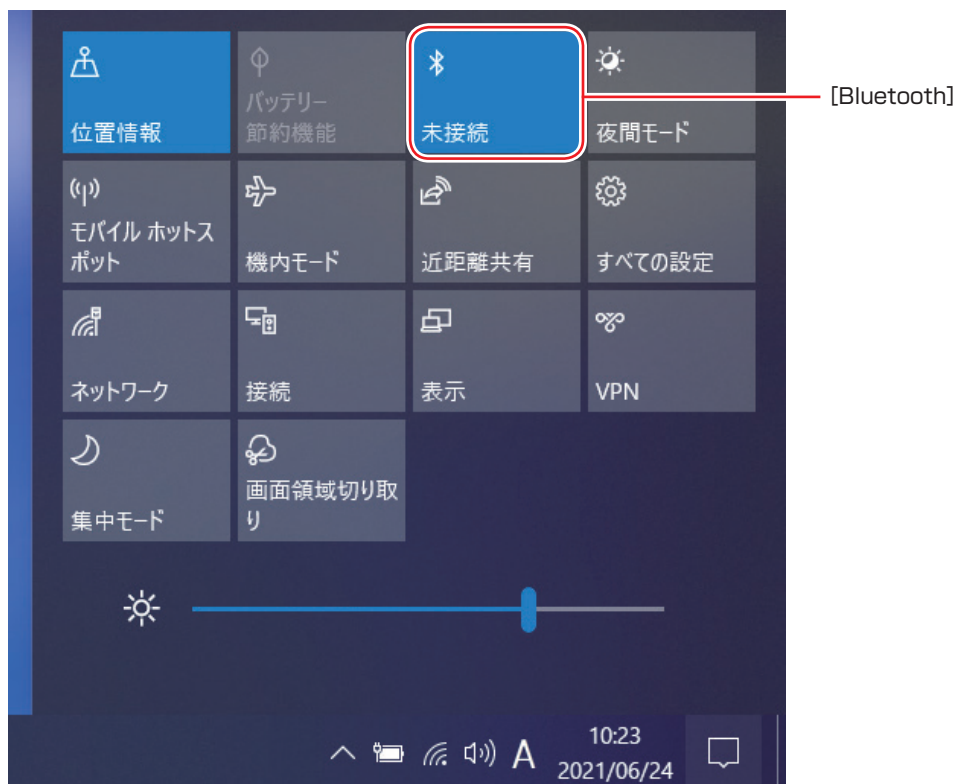 位置情報
バッテリー
節約機能
未接続
夜間モード
[Bluetooth]
モバイル ホットス
ポット
機内モード
近距離共有
すべての設定
ネットワーク
接続
表示
VPN
集中モード
画面領域切り取
り
A
10:23
2021/06/24